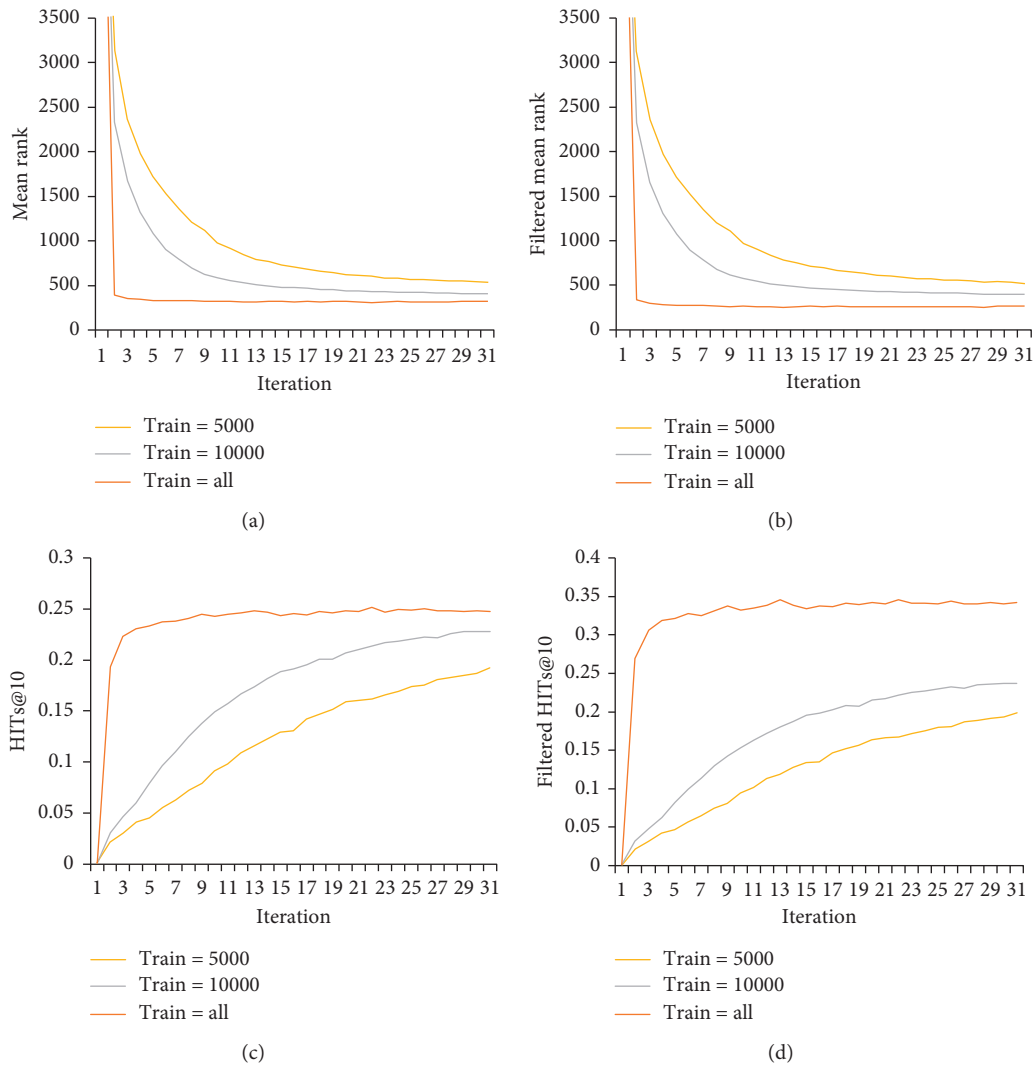 3500
3000
2500
2000
1500
1000
500
0
Mean rank
1 3 5 7 9 11 13 15 17 19 21 23 25 27 29 31
Iteration
Train = 5000
Train = 10000
Train = all
(a)
3500
3000
2500
2000
1500
1000
500
0
Filtered mean rank
1 3 5 7 9 11 13 15 17 19 21 23 25 27 29 31
Iteration
Train = 5000
Train = 10000
Train = all
(b)
0.3
0.25
0.2
0.15
0.1
0.05
0
HITs@10
1 3 5 7 9 11 13 15 17 19 21 23 25 27 29 31
Iteration
Train = 5000
Train = 10000
Train = all
(c)
0.4
0.35
0.3
0.25
0.2
0.15
0.1
0.05
0
Filtered HITs@10
1 3 5 7 9 11 13 15 17 19 21 23 25 27 29 31
Iteration
Train = 5000
Train = 10000
Train = all
(d)